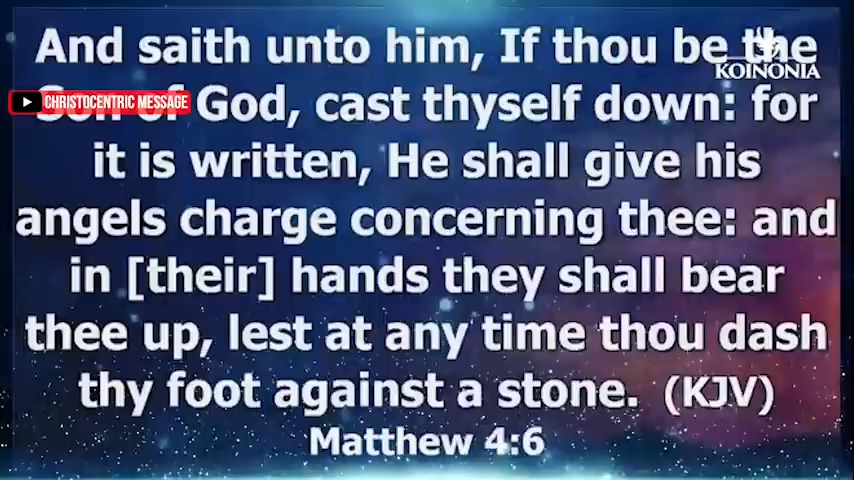 And saith unto him, If thou be the
KOINONIA
CHRISTOCENTRIC MESSAGE
Son of God, cast thyself down: for
it is written, He shall give his
angels charge concerning thee: and
in [their] hands they shall bear
thee up, lest at any time thou dash
thy foot against a stone. (KJV)
Matthew 4:6